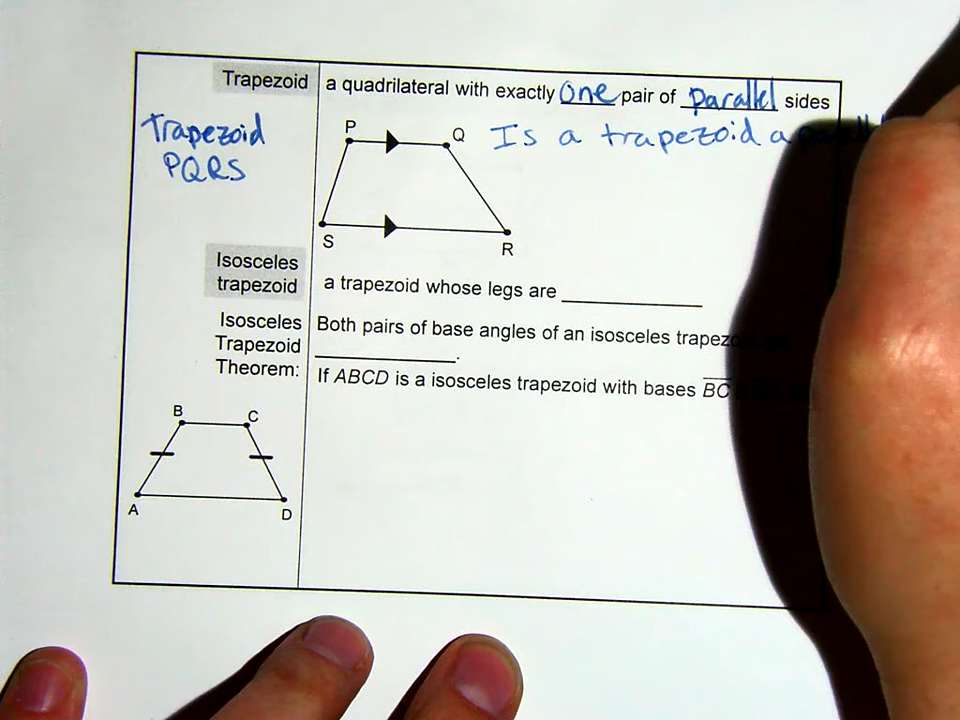 Trapezoid
a quadrilateral with exactly one pair of parallel sides
Trapezoid
PQRS
P
Q
Is a trapezoid a
S
R
Isosceles
trapezoid
a trapezoid whose legs are ____________
Isosceles
Trapezoid
Theorem:
Both pairs of base angles of an isosceles
____________.
If ABCD is a isosceles trapezoid with bases BC
B
C
A
D